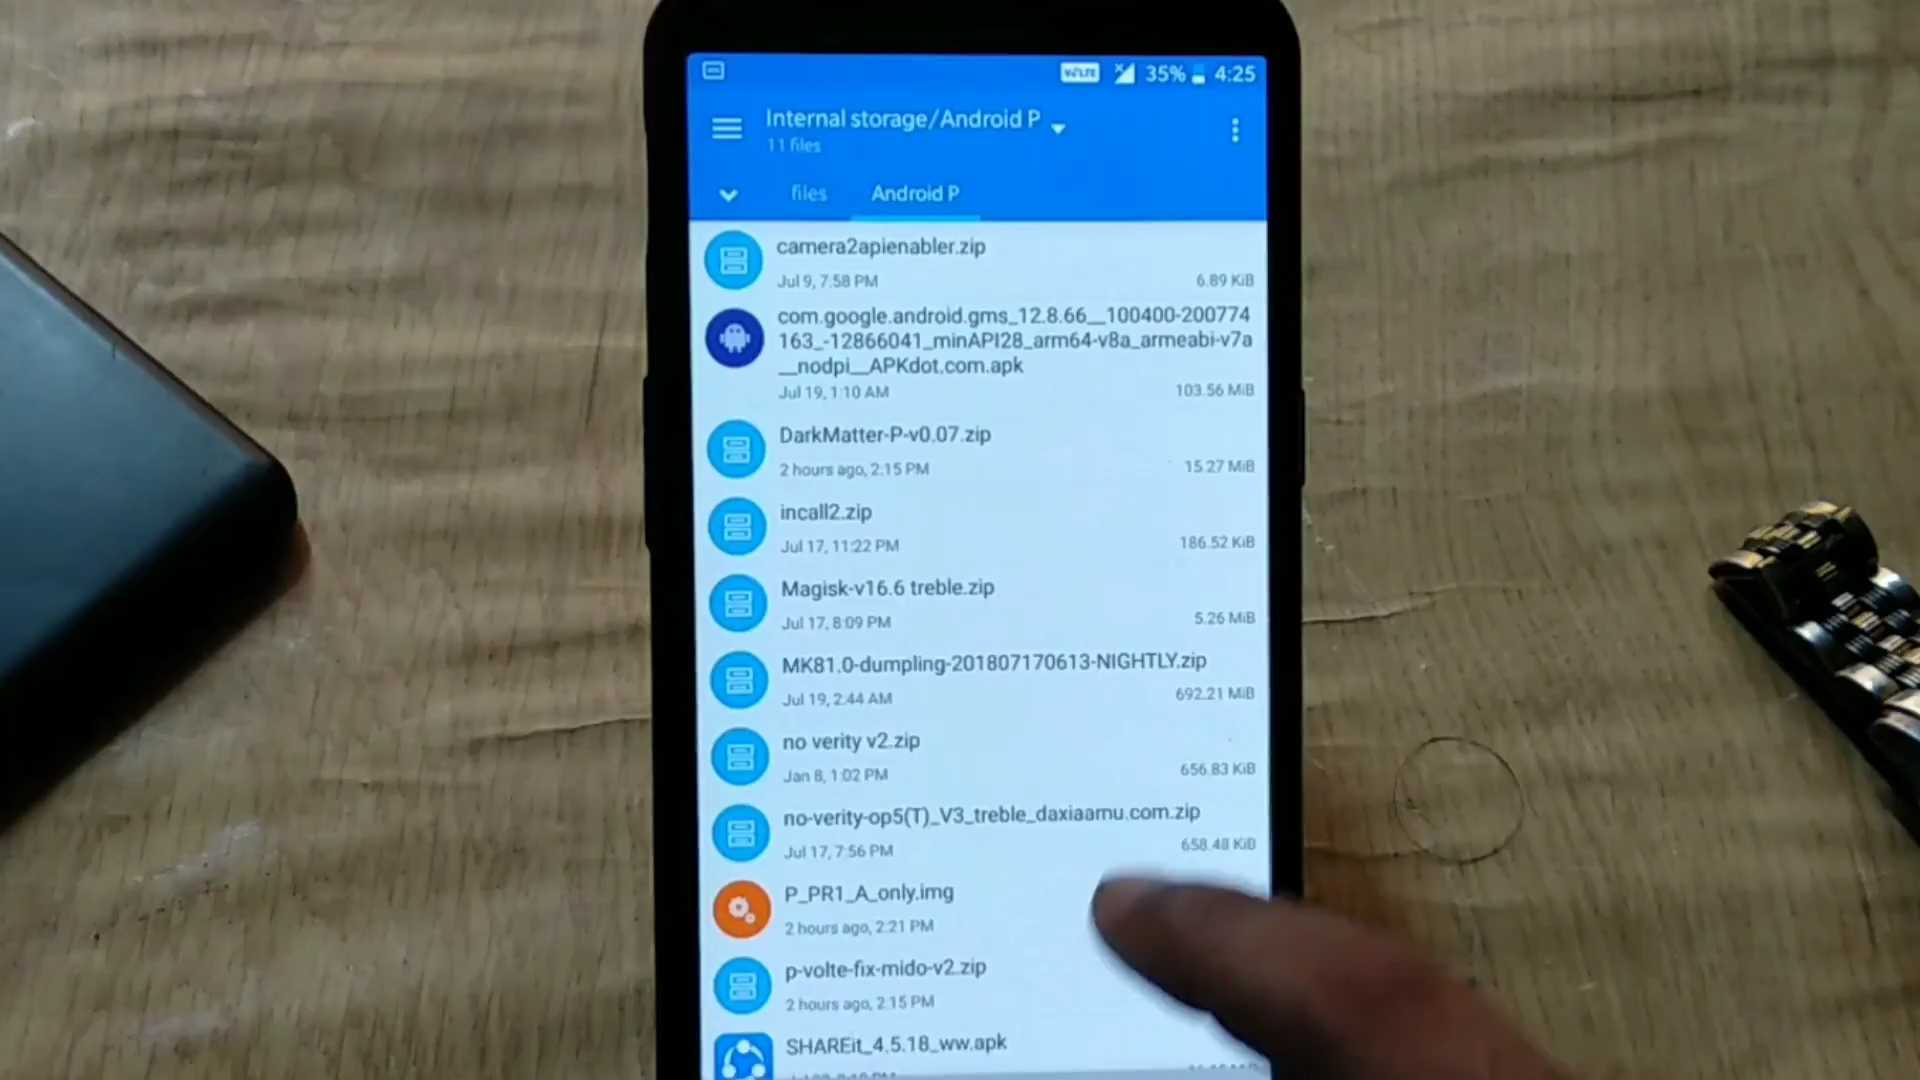 VoLTE 35% 4:25
Internal storage/Android P
11 files
files Android P
camera2apienabler.zip
Jul 9, 7:58 PM 6.89 KiB
com.google.android.gms_12.8.66__100400-200774
163_-12866041_minAPI28_arm64-v8a_armeabi-v7a
__nodpi__APKdot.com.apk
Jul 19, 1:10 AM 103.56 MiB
DarkMatter-P-v0.07.zip
2 hours ago, 2:15 PM 15.27 MiB
incall2.zip
Jul 17, 11:22 PM 186.52 KiB
Magisk-v16.6 treble.zip
Jul 17, 8:09 PM 5.26 MiB
MK81.0-dumpling-201807170613-NIGHTLY.zip
Jul 19, 2:44 AM 692.21 MiB
no verity v2.zip
Jan 8, 1:02 PM 656.83 KiB
no-verity-op5(T)_V3_treble_daxiaamu.com.zip
Jul 17, 7:56 PM 658.48 KiB
P_PR1_A_only.img
2 hours ago, 2:21 PM
p-volte-fix-mido-v2.zip
2 hours ago, 2:15 PM
SHAREit_4.5.18_ww.apk